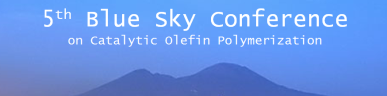 5th Blue Sky Conference
on Catalytic Olefin Polymerization